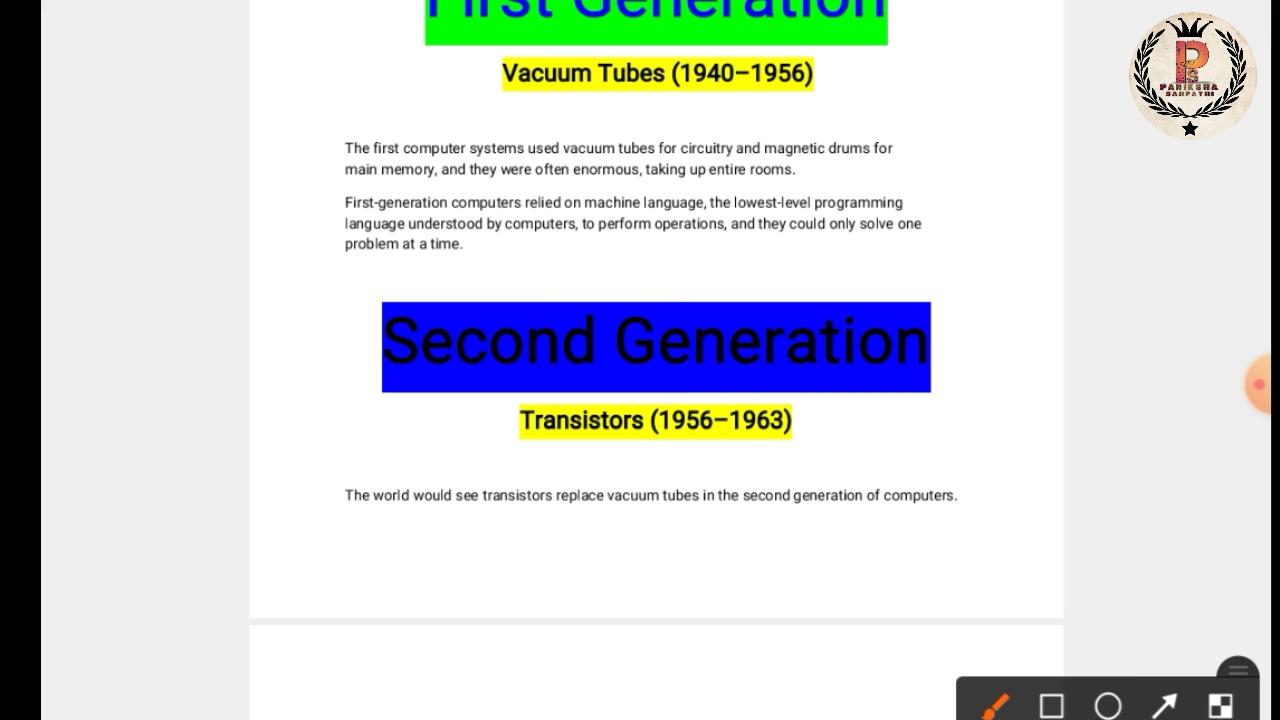 First Generation
Vacuum Tubes (1940–1956)
The first computer systems used vacuum tubes for circuitry and magnetic drums for
main memory, and they were often enormous, taking up entire rooms.
First-generation computers relied on machine language, the lowest-level programming
language understood by computers, to perform operations, and they could only solve one
problem at a time.
Second Generation
Transistors (1956–1963)
The world would see transistors replace vacuum tubes in the second generation of computers.
PS
PARIKSHA
SANPATHI